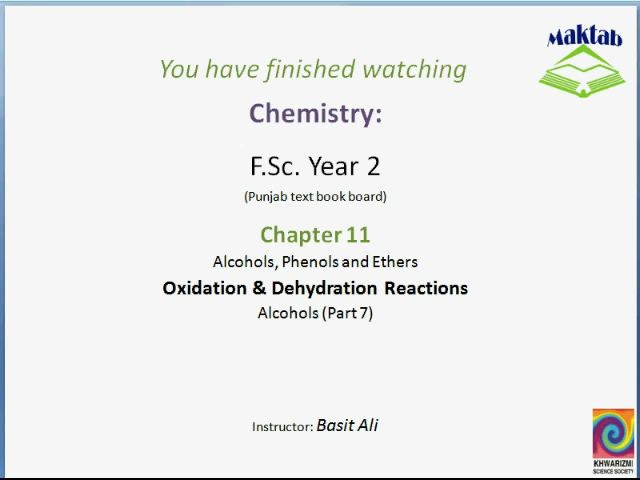 Maktab
You have finished watching
Chemistry:
F.Sc. Year 2
(Punjab text book board)
Chapter 11
Alcohols, Phenols and Ethers
Oxidation & Dehydration Reactions
Alcohols (Part 7)
Instructor: Basit Ali
KHWARIZMI
SCIENCE SOCIETY